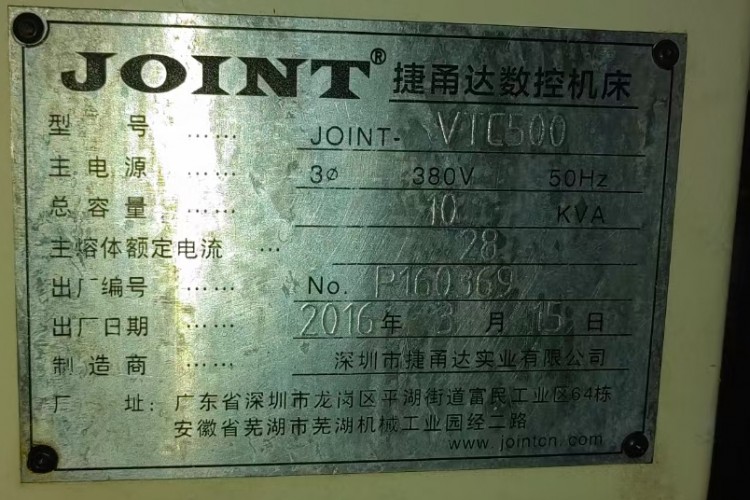 JOINT® 捷甬达数控机床
型 号 …… JOINT- VTC500
主 电 源 …… 3ø 380V 50Hz
总 容 量 …… 10 KVA
主熔体额定电流 … 28
出厂编号 …… No. P160369
出厂日期 …… 2016 年 3 月 15 日
制 造 商 …… 深圳市捷甬达实业有限公司
厂 址: 广东省深圳市龙岗区平湖街道富民工业区64栋
安徽省芜湖市芜湖机械工业园经二路
www.jointcn.com